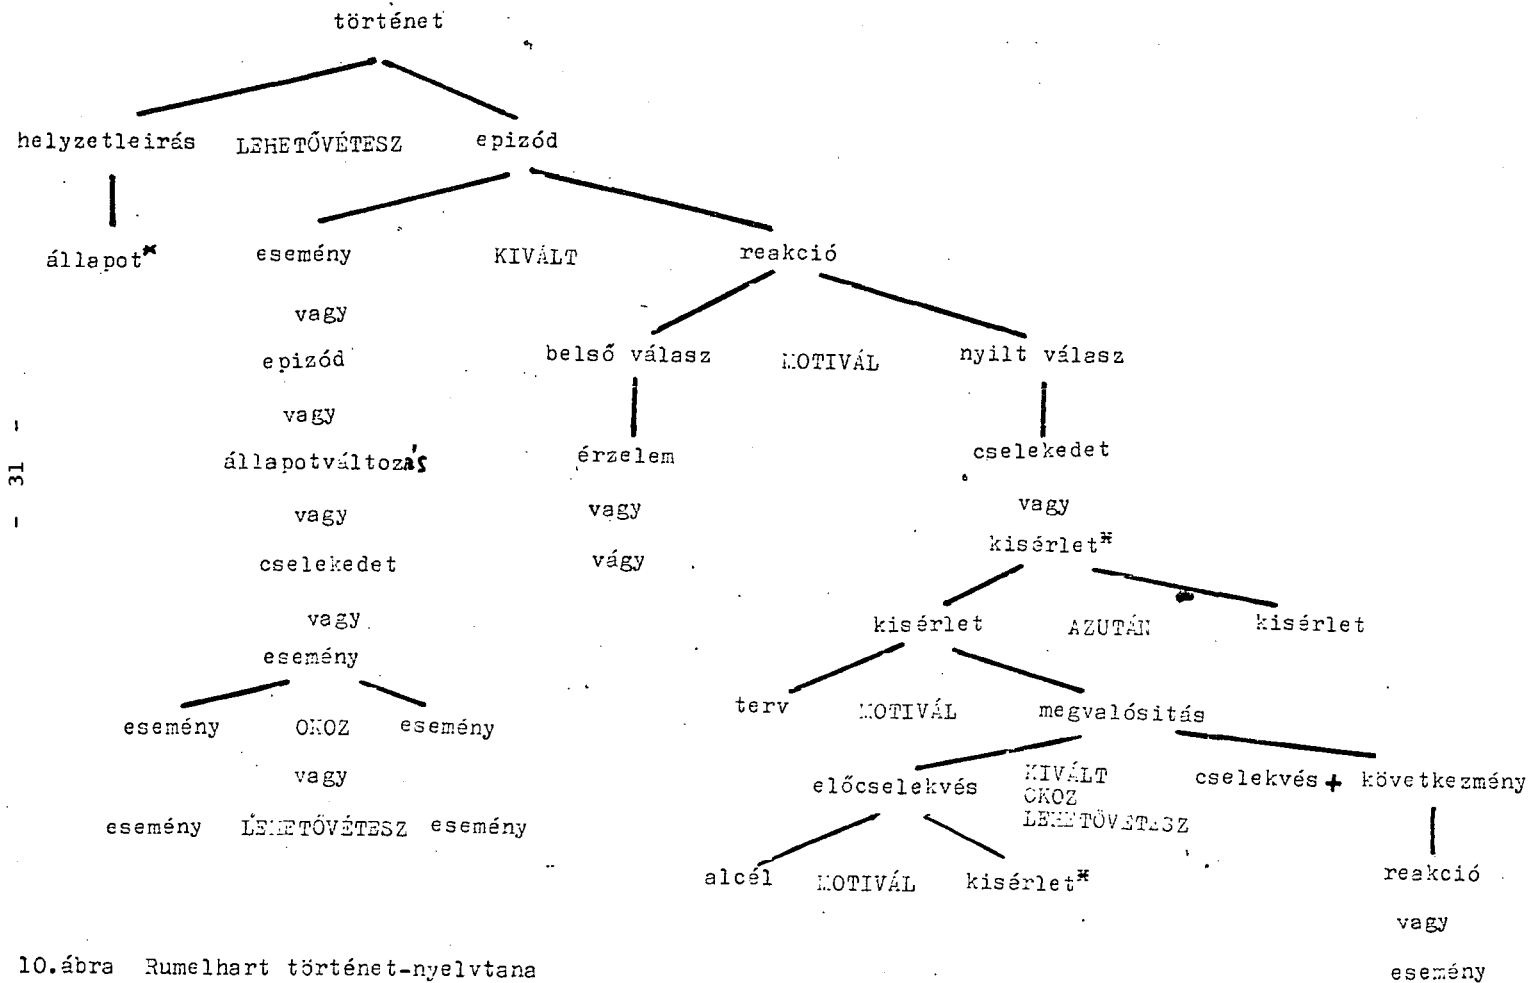 történet
helyzetleirás LEHETŐVÉTESZ epizód
állapot* esemény KIVÁLT reakció
vagy
epizód belső válasz MOTIVÁL nyilt válasz
vagy
állapotváltozás érzelem cselekedet
vagy vagy vagy
kisérlet*
cselekedet vágy
vagy kisérlet AZUTÁN kisérlet
esemény
terv MOTIVÁL megvalósitás
esemény OKOZ esemény
vagy előcselekvés KIVÁLT cselekvés + következmény
OKOZ
esemény LEHETŐVÉTESZ esemény LEHETŐVÉTESZ
alcél MOTIVÁL kisérlet* reakció
vagy
esemény
- 31 -
10.ábra Rumelhart történet-nyelvtana